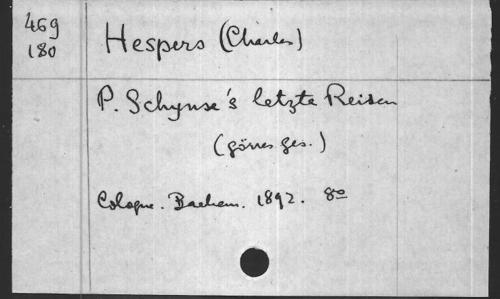 469
180
Hespers (Charles)
P. Schynse's letzte Reisen
(görres ges.)
Cologne. Bachem. 1892. 8º